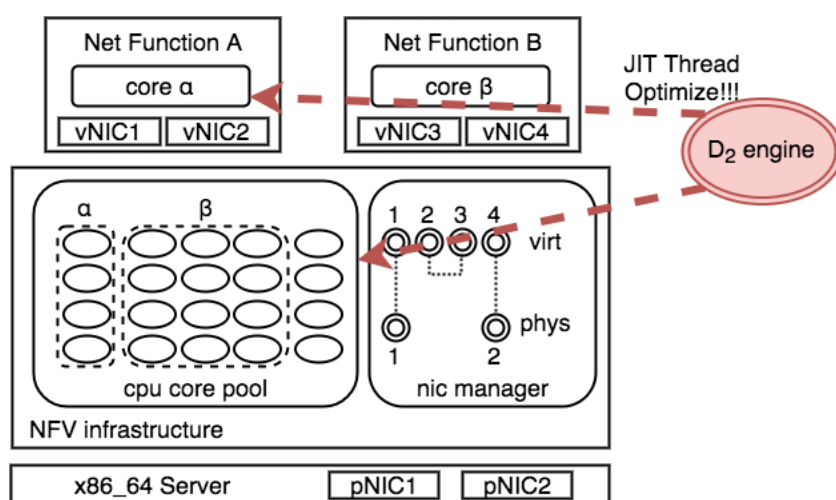 Net Function A
core α
vNIC1
vNIC2
Net Function B
core β
vNIC3
vNIC4
JIT Thread
Optimize!!!
D₂ engine
α
β
cpu core pool
1 2 3 4
virt
phys
1 2
nic manager
NFV infrastructure
x86_64 Server
pNIC1
pNIC2